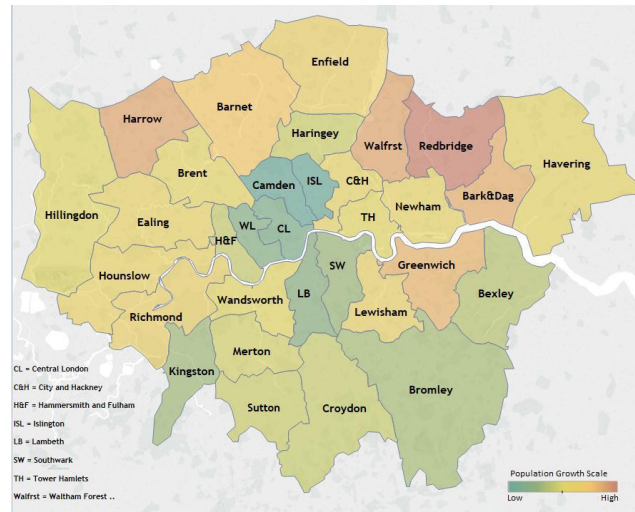 Enfield
Harrow
Barnet
Haringey
Walfrst
Redbridge
Havering
Brent
Camden
ISL
C&H
Bark&Dag
Hillingdon
Ealing
H&F
WL
CL
TH
Newham
Hounslow
SW
Greenwich
Richmond
Wandsworth
LB
Lewisham
Bexley
Kingston
Merton
Bromley
Sutton
Croydon
CL = Central London
C&H = City and Hackney
H&F = Hammersmith and Fulham
ISL = Islington
LB = Lambeth
SW = Southwark
TH = Tower Hamlets
Walfrst = Waltham Forest ..
Population Growth Scale
Low High